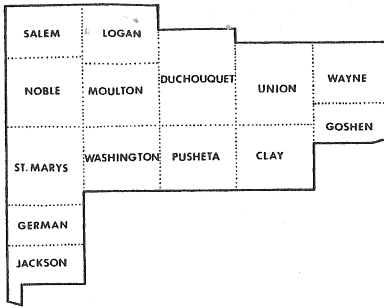 SALEM
LOGAN
DUCHOUQUET
UNION
WAYNE
NOBLE
MOULTON
GOSHEN
ST. MARYS
WASHINGTON
PUSHETA
CLAY
GERMAN
JACKSON